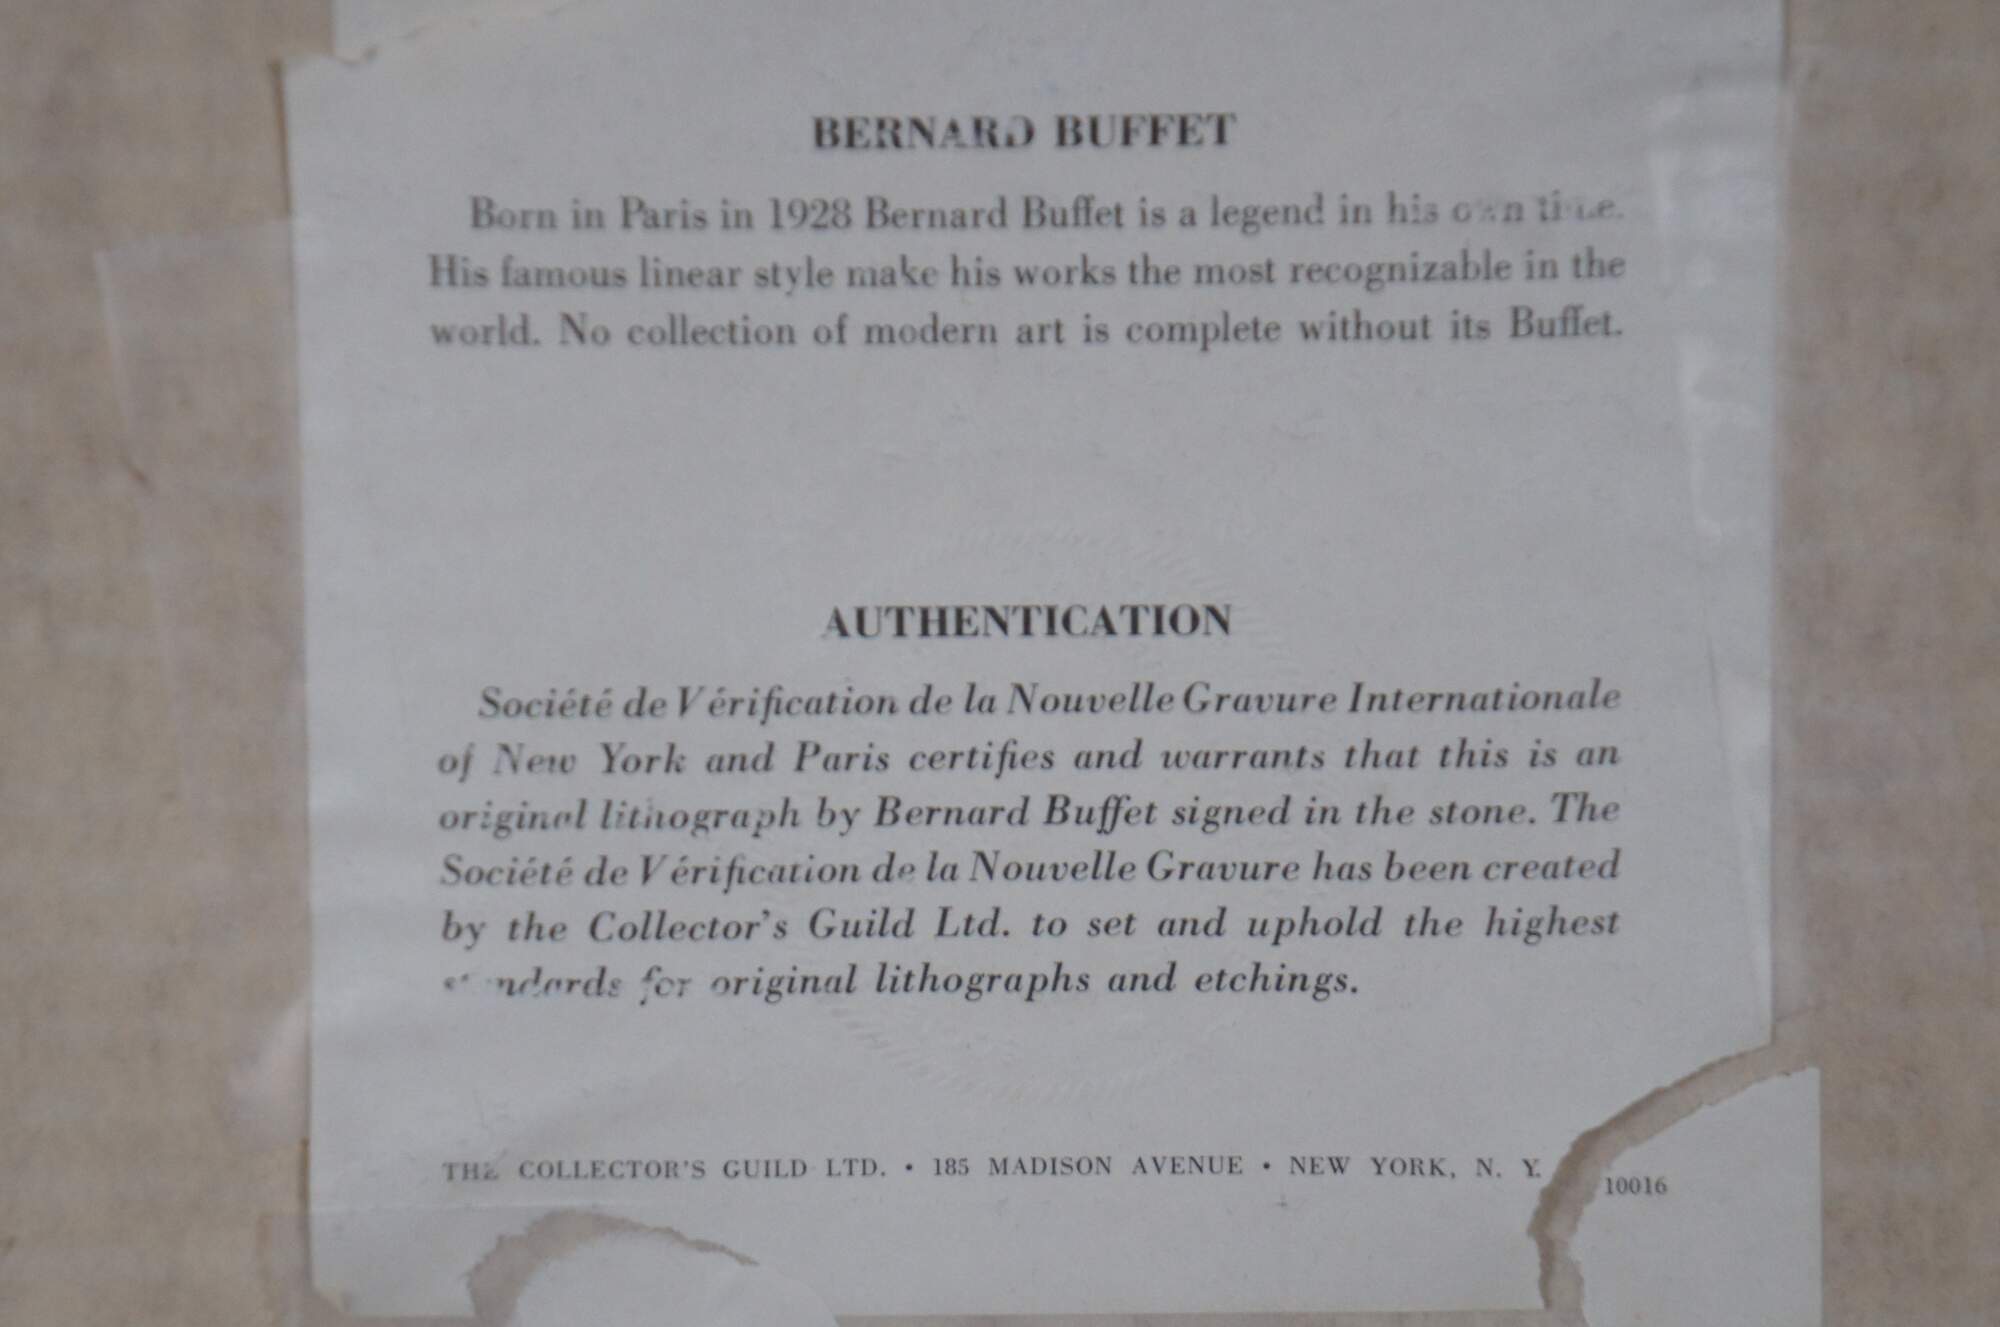 BERNARD BUFFET
Born in Paris in 1928 Bernard Buffet is a legend in his own time.
His famous linear style make his works the most recognizable in the
world. No collection of modern art is complete without its Buffet.
AUTHENTICATION
Société de Vérification de la Nouvelle Gravure Internationale
of New York and Paris certifies and warrants that this is an
original lithograph by Bernard Buffet signed in the stone. The
Société de Vérification de la Nouvelle Gravure has been created
by the Collector's Guild Ltd. to set and uphold the highest
standards for original lithographs and etchings.
THE COLLECTOR'S GUILD LTD. • 185 MADISON AVENUE • NEW YORK, N. Y. 10016